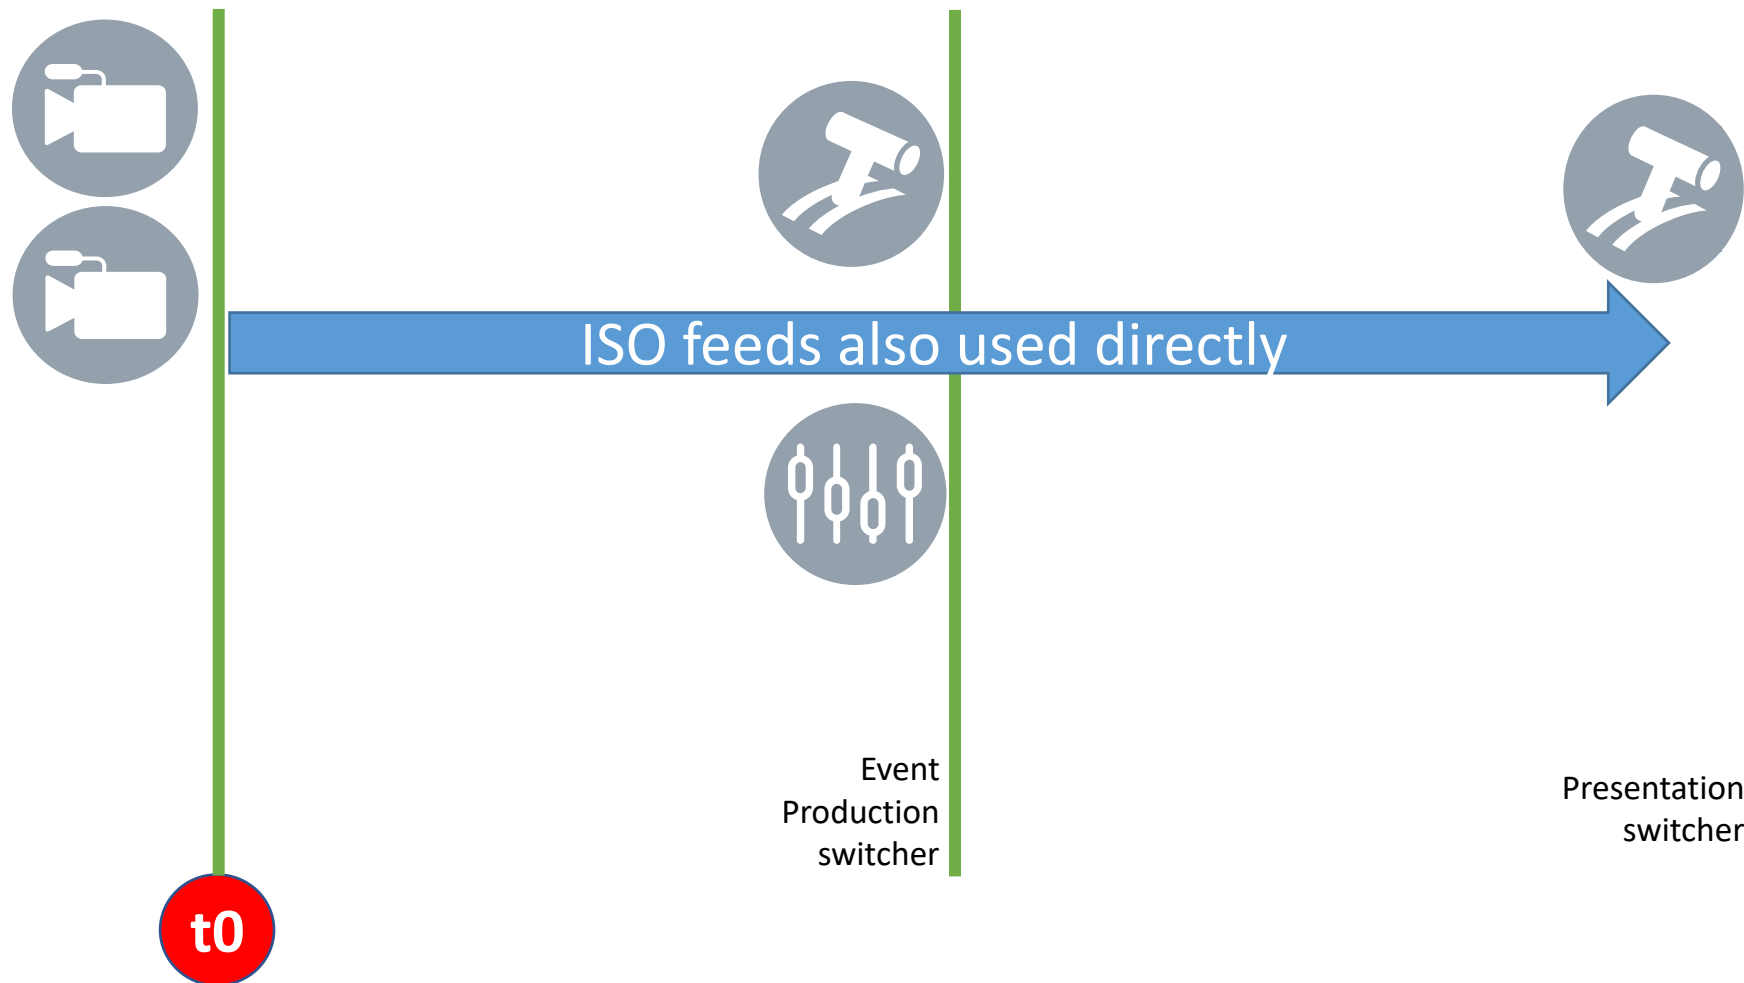 ISO feeds also used directly
Event
Production
switcher
Presentation
switcher
t0